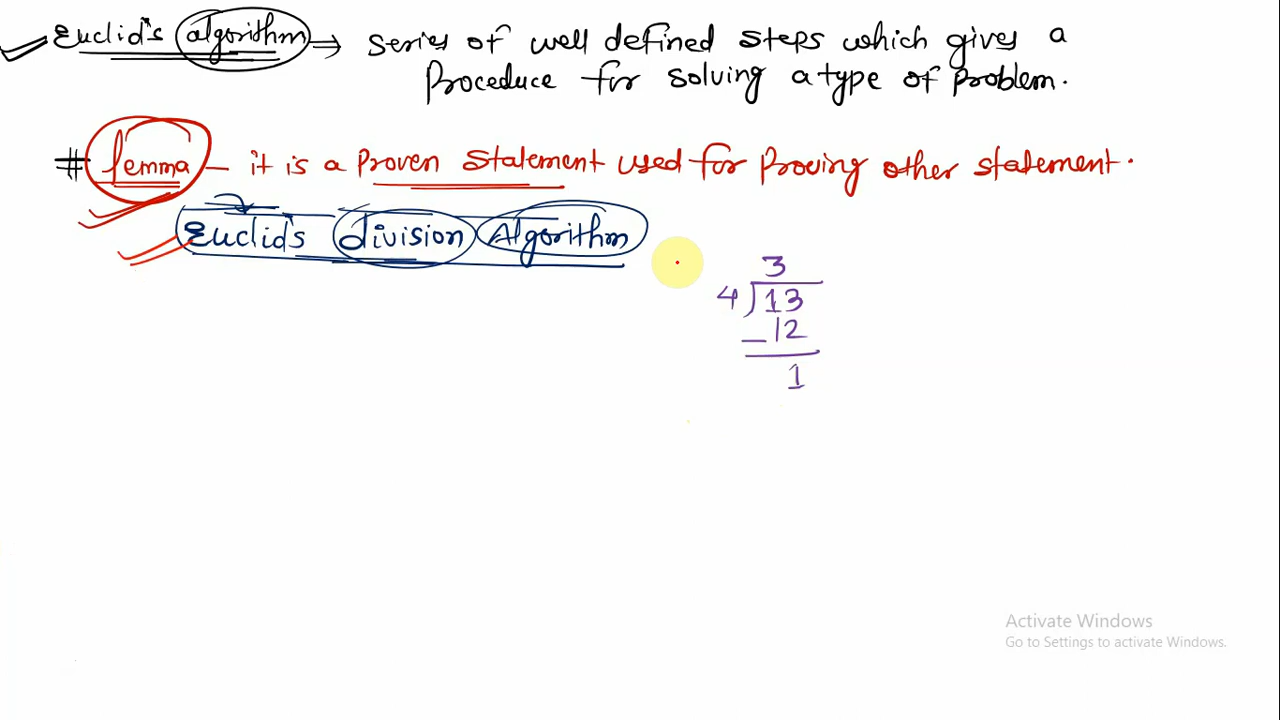 Euclid's algorithm ⇒ series of well defined steps which gives a
Proceduce for solving a type of Problem.
# lemma – it is a Proven statement used for Proving other statement.
Euclid's division Algorithm
3
4 ) 13
– 12
1
Activate Windows
Go to Settings to activate Windows.